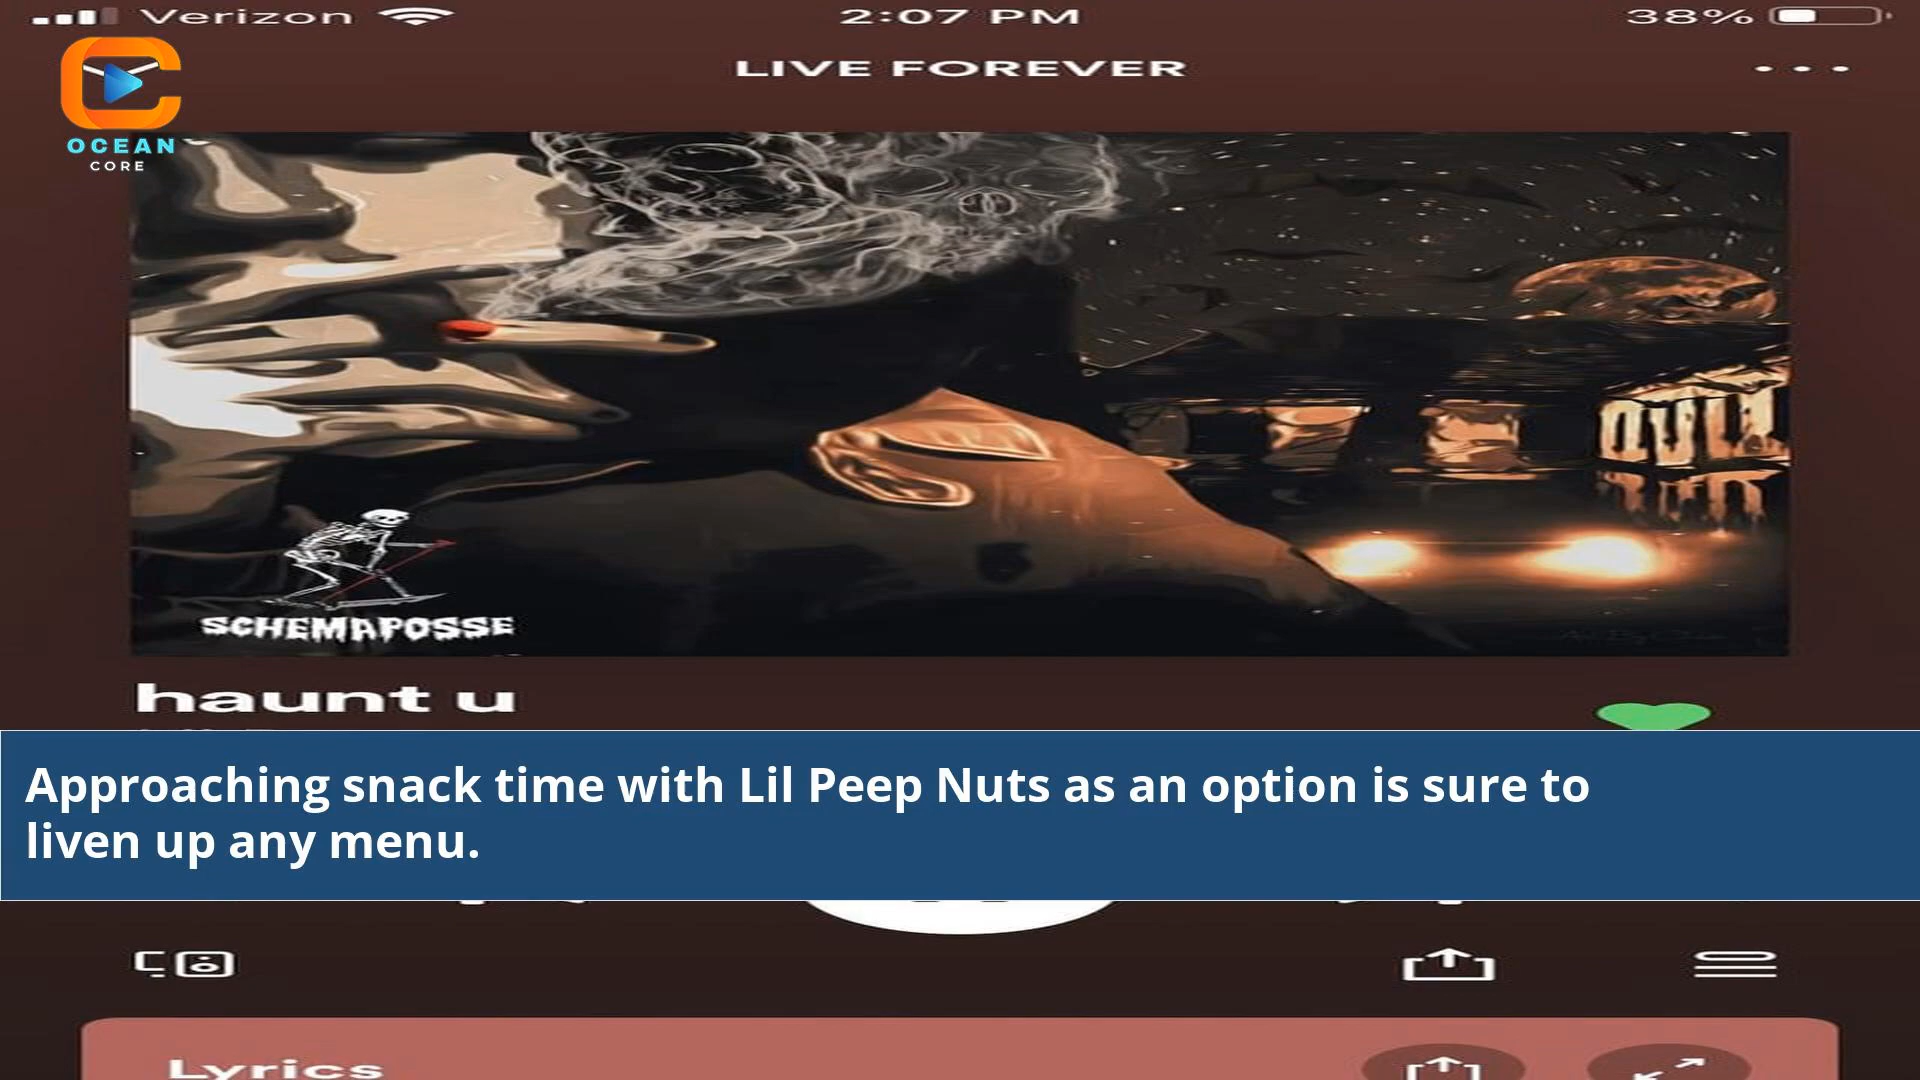 Verizon
2:07 PM
38%
LIVE FOREVER
OCEAN
CORE
SCHEMAPOSSE
haunt u
Approaching snack time with Lil Peep Nuts as an option is sure to
liven up any menu.
Lyrics